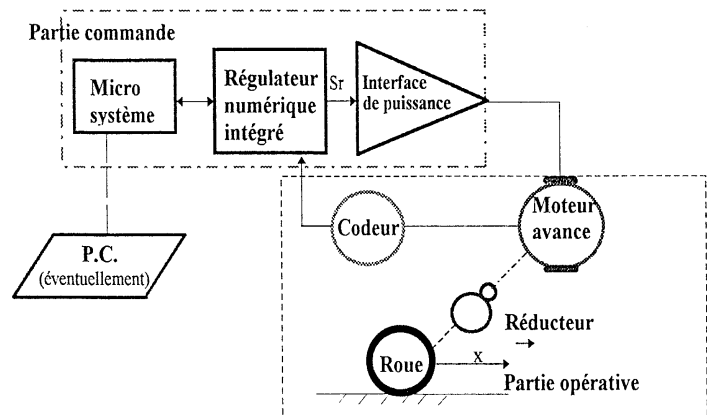 Partie commande
Micro
système
Régulateur
numérique
intégré
Sr
Interface
de puissance
P.C.
(éventuellement)
Codeur
Moteur
avance
Réducteur
Roue
x
Partie opérative